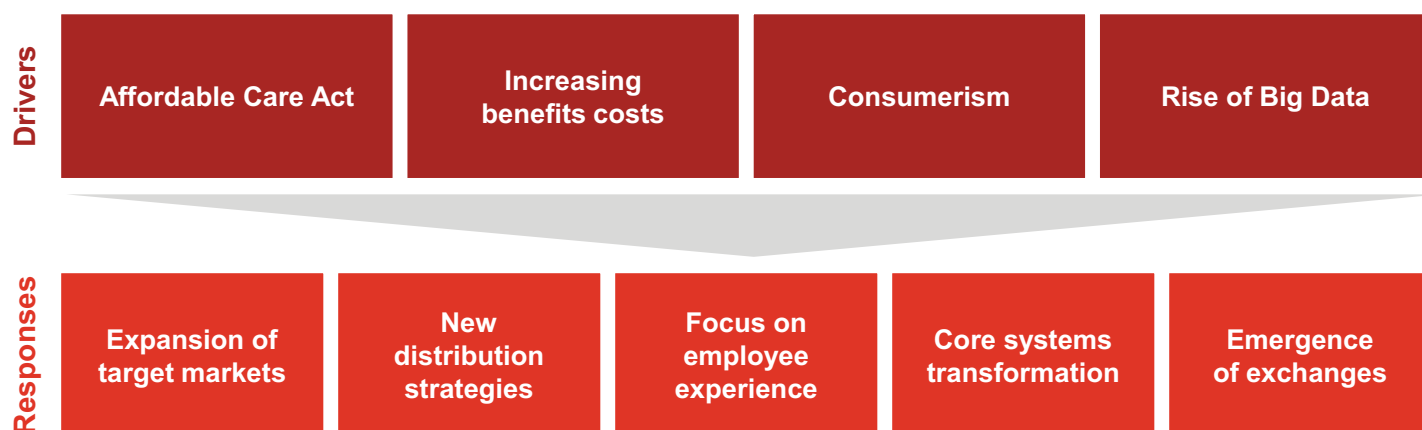 Drivers
Affordable Care Act
Increasing
benefits costs
Consumerism
Rise of Big Data
Responses
Expansion of
target markets
New
distribution
strategies
Focus on
employee
experience
Core systems
transformation
Emergence
of exchanges